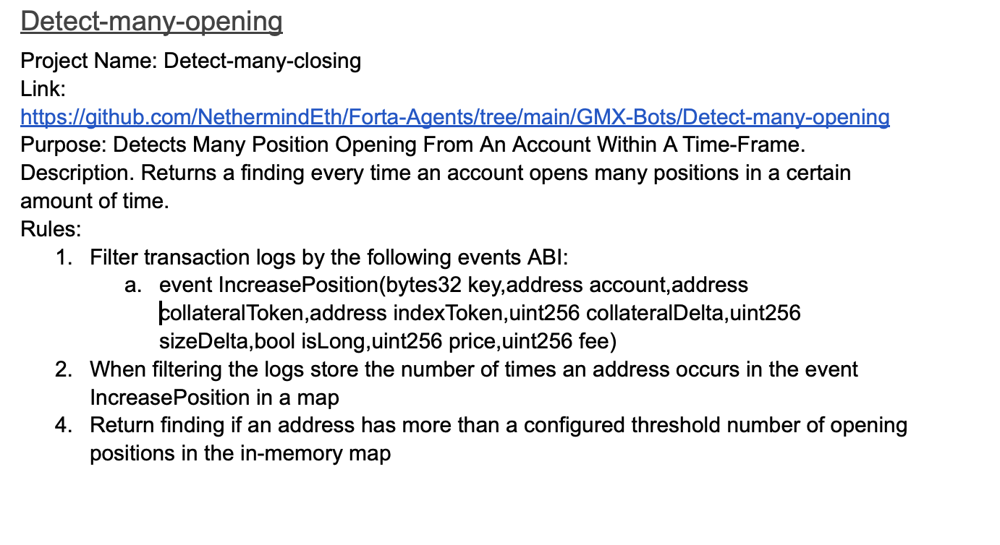 Detect-many-opening
Project Name: Detect-many-closing
Link:
https://github.com/NethermindEth/Forta-Agents/tree/main/GMX-Bots/Detect-many-opening
Purpose: Detects Many Position Opening From An Account Within A Time-Frame.
Description. Returns a finding every time an account opens many positions in a certain
amount of time.
Rules:
1. Filter transaction logs by the following events ABI:
a. event IncreasePosition(bytes32 key,address account,address
collateralToken,address indexToken,uint256 collateralDelta,uint256
sizeDelta,bool isLong,uint256 price,uint256 fee)
2. When filtering the logs store the number of times an address occurs in the event
IncreasePosition in a map
4. Return finding if an address has more than a configured threshold number of opening
positions in the in-memory map